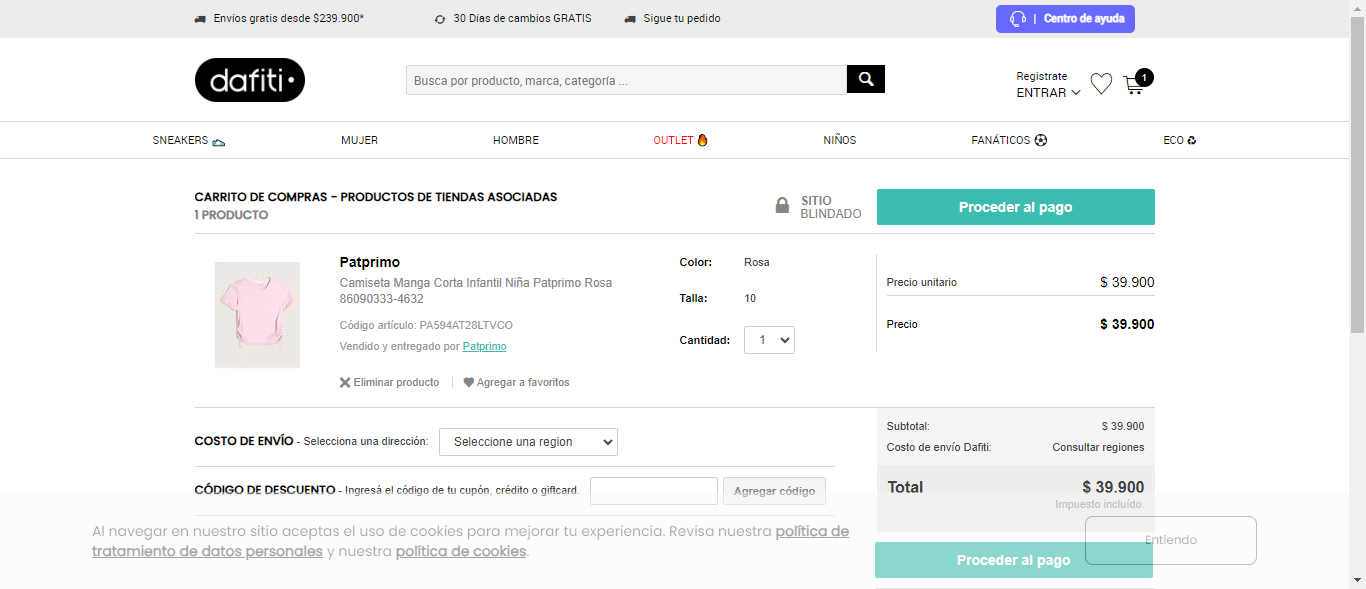 Envíos gratis desde $239.900*
30 Días de cambios GRATIS
Sigue tu pedido
Centro de ayuda
dafiti
Busca por producto, marca, categoría ...
Registrate
ENTRAR
1
SNEAKERS
MUJER
HOMBRE
OUTLET
NIÑOS
FANÁTICOS
ECO
CARRITO DE COMPRAS - PRODUCTOS DE TIENDAS ASOCIADAS
1 PRODUCTO
SITIO
BLINDADO
Proceder al pago
Patprimo
Camiseta Manga Corta Infantil Niña Patprimo Rosa
86090333-4632
Código artículo: PA594AT28LTVCO
Vendido y entregado por Patprimo
Eliminar producto
Agregar a favoritos
Color: Rosa
Talla: 10
Cantidad: 1
Precio unitario $ 39.900
Precio $ 39.900
COSTO DE ENVÍO - Selecciona una dirección: Seleccione una region
CÓDIGO DE DESCUENTO - Ingresá el código de tu cupón, crédito o giftcard. Agregar código
Subtotal: $ 39.900
Costo de envío Dafiti: Consultar regiones
Total $ 39.900
Impuesto incluído.
Proceder al pago
Al navegar en nuestro sitio aceptas el uso de cookies para mejorar tu experiencia. Revisa nuestra política de
tratamiento de datos personales y nuestra política de cookies.
Entiendo